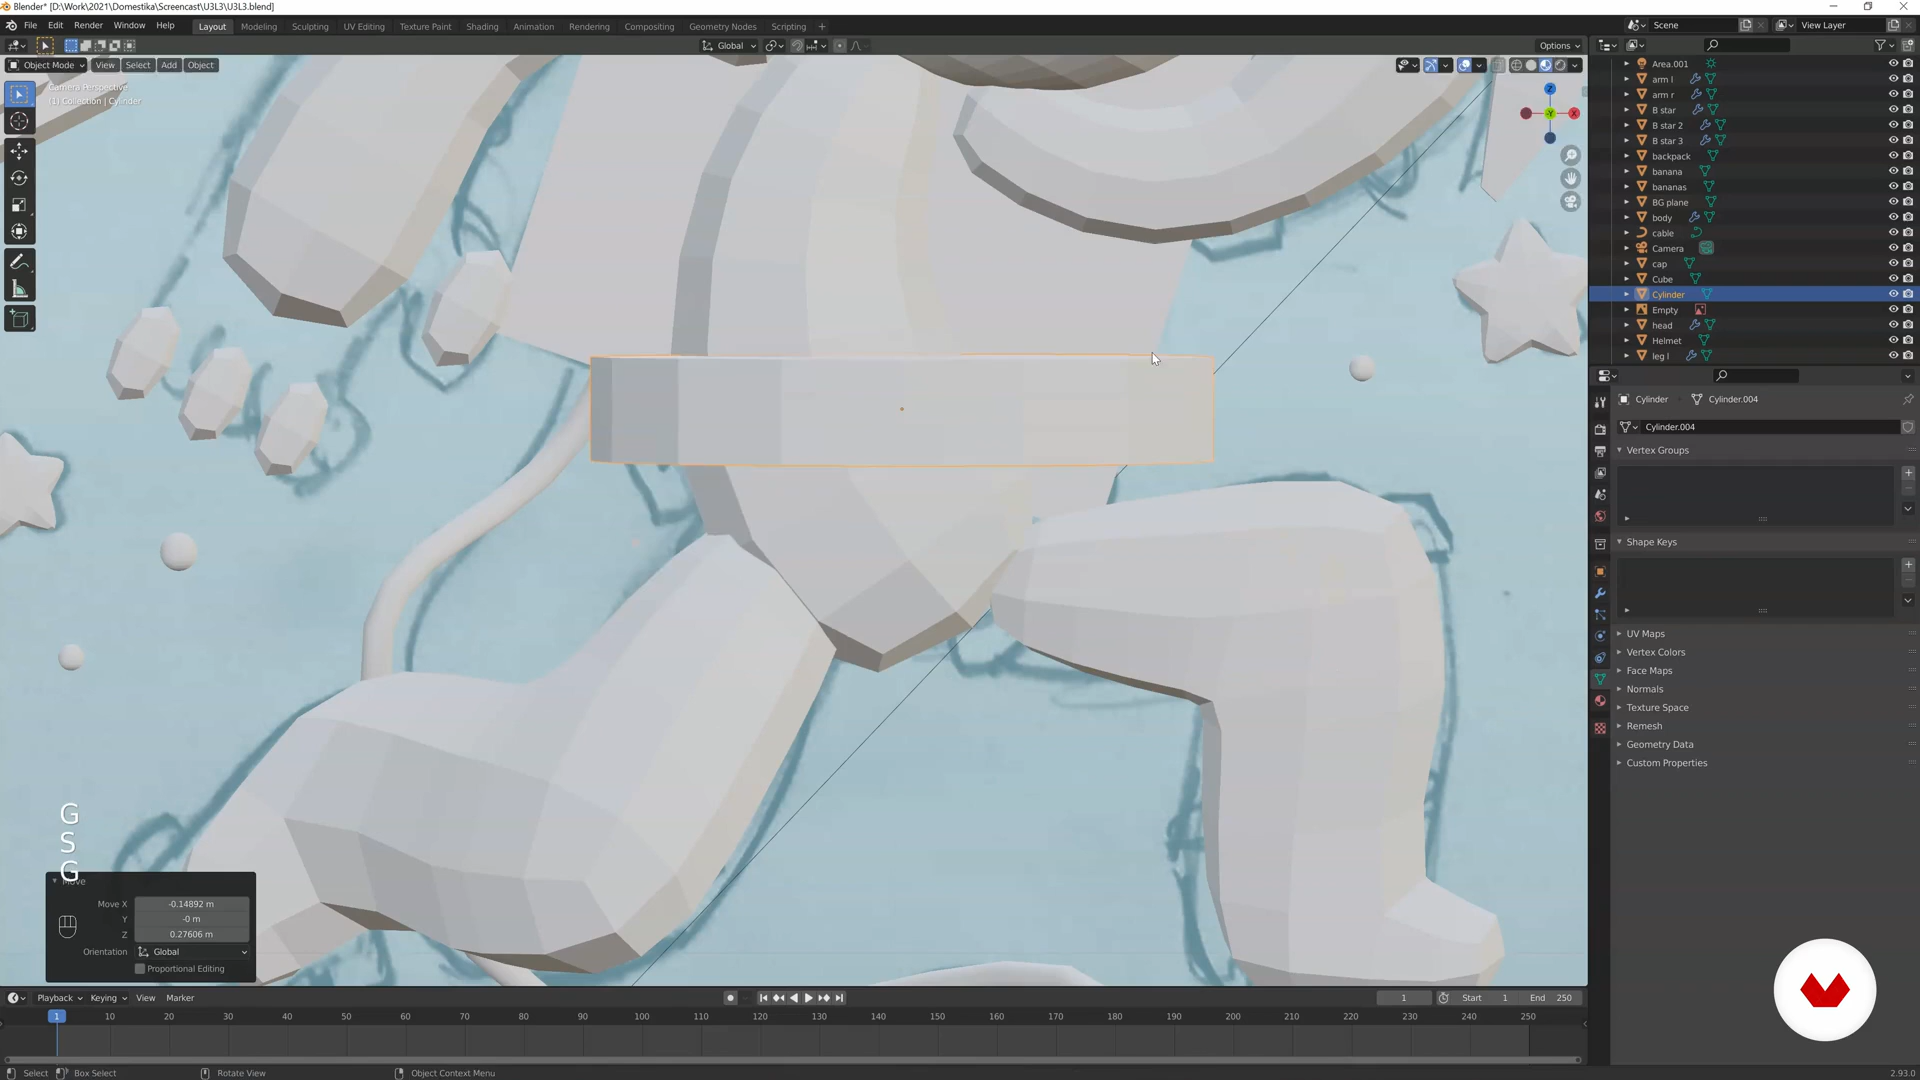 Blender* [D:\Work\2021\Domestika\Screencast\U3L3\U3L3.blend]
File Edit Render Window Help Layout Modeling Sculpting UV Editing Texture Paint Shading Animation Rendering Compositing Geometry Nodes Scripting + Scene View Layer
Global Options
Object Mode View Select Add Object
Camera Perspective
(1) Collection | Cylinder
Z
Y
X
Area.001
arm l
arm r
B star
B star 2
B star 3
backpack
banana
bananas
BG plane
body
cable
Camera
cap
Cube
Cylinder
Empty
head
Helmet
leg l
Cylinder Cylinder.004
Cylinder.004
Vertex Groups
Shape Keys
UV Maps
Vertex Colors
Face Maps
Normals
Texture Space
Remesh
Geometry Data
Custom Properties
G
S
G
Move
Move X -0.14892 m
Y -0 m
Z 0.27606 m
Orientation Global
Proportional Editing
Playback Keying View Marker 1 Start 1 End 250
1 10 20 30 40 50 60 70 80 90 100 110 120 130 140 150 160 170 180 190 200 210 220 230 240 250
Select Box Select Rotate View Object Context Menu 2.93.0